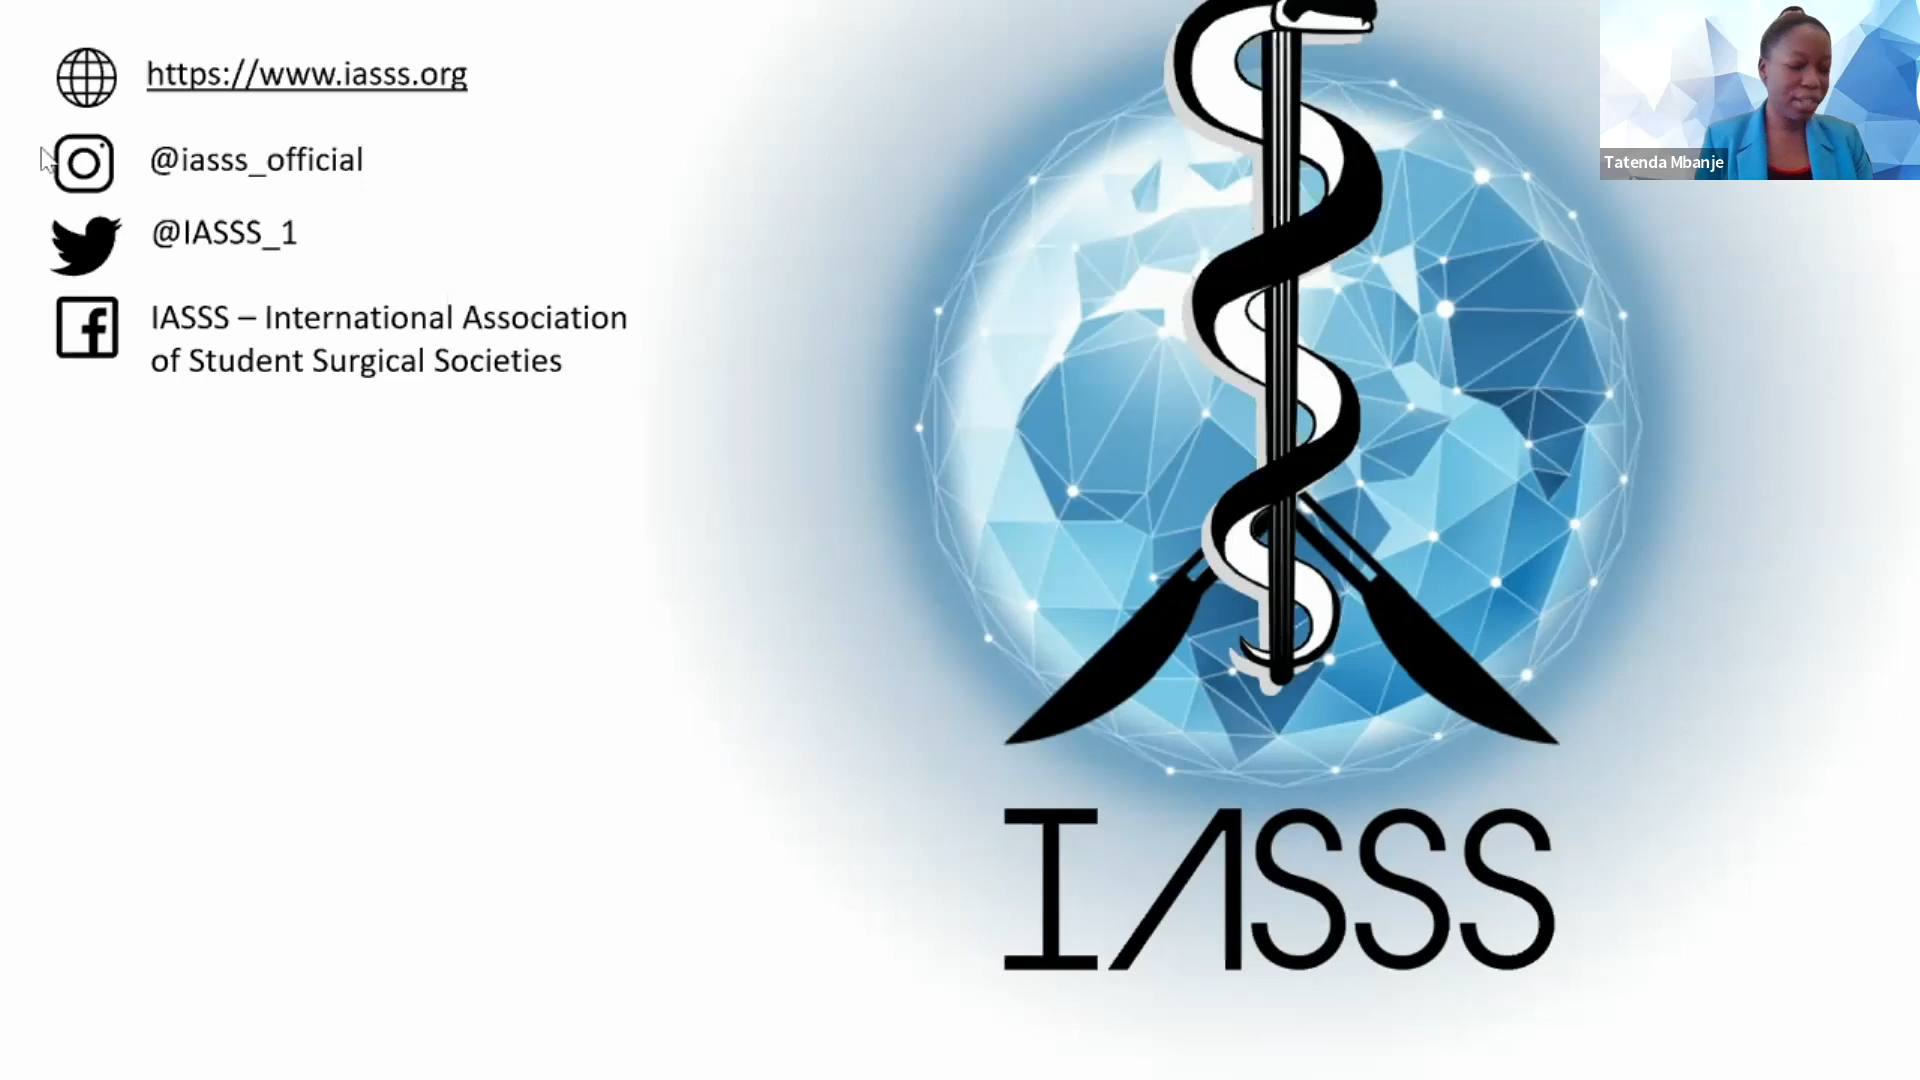 https://www.iasss.org
@iasss_official
@IASSS_1
IASSS – International Association
of Student Surgical Societies
Tatenda Mbanje
IASSS